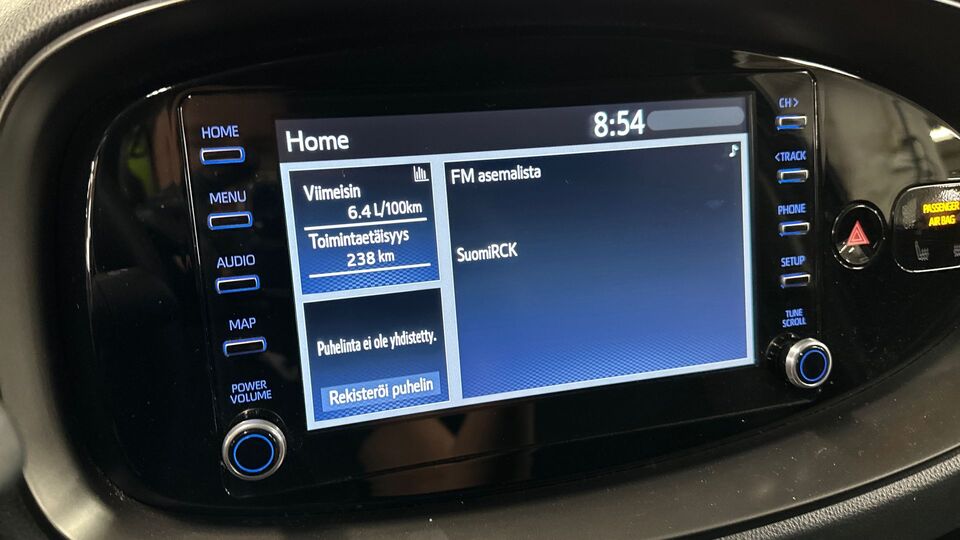 HOME
MENU
AUDIO
MAP
POWER
VOLUME
Home
8:54
Viimeisin
6.4 L/100km
Toimintaetäisyys
238 km
Puhelinta ei ole yhdistetty.
Rekisteröi puhelin
FM asemalista
SuomiRCK
CH >
< TRACK
PHONE
SETUP
TUNE
SCROLL
PASSENGER
AIR BAG